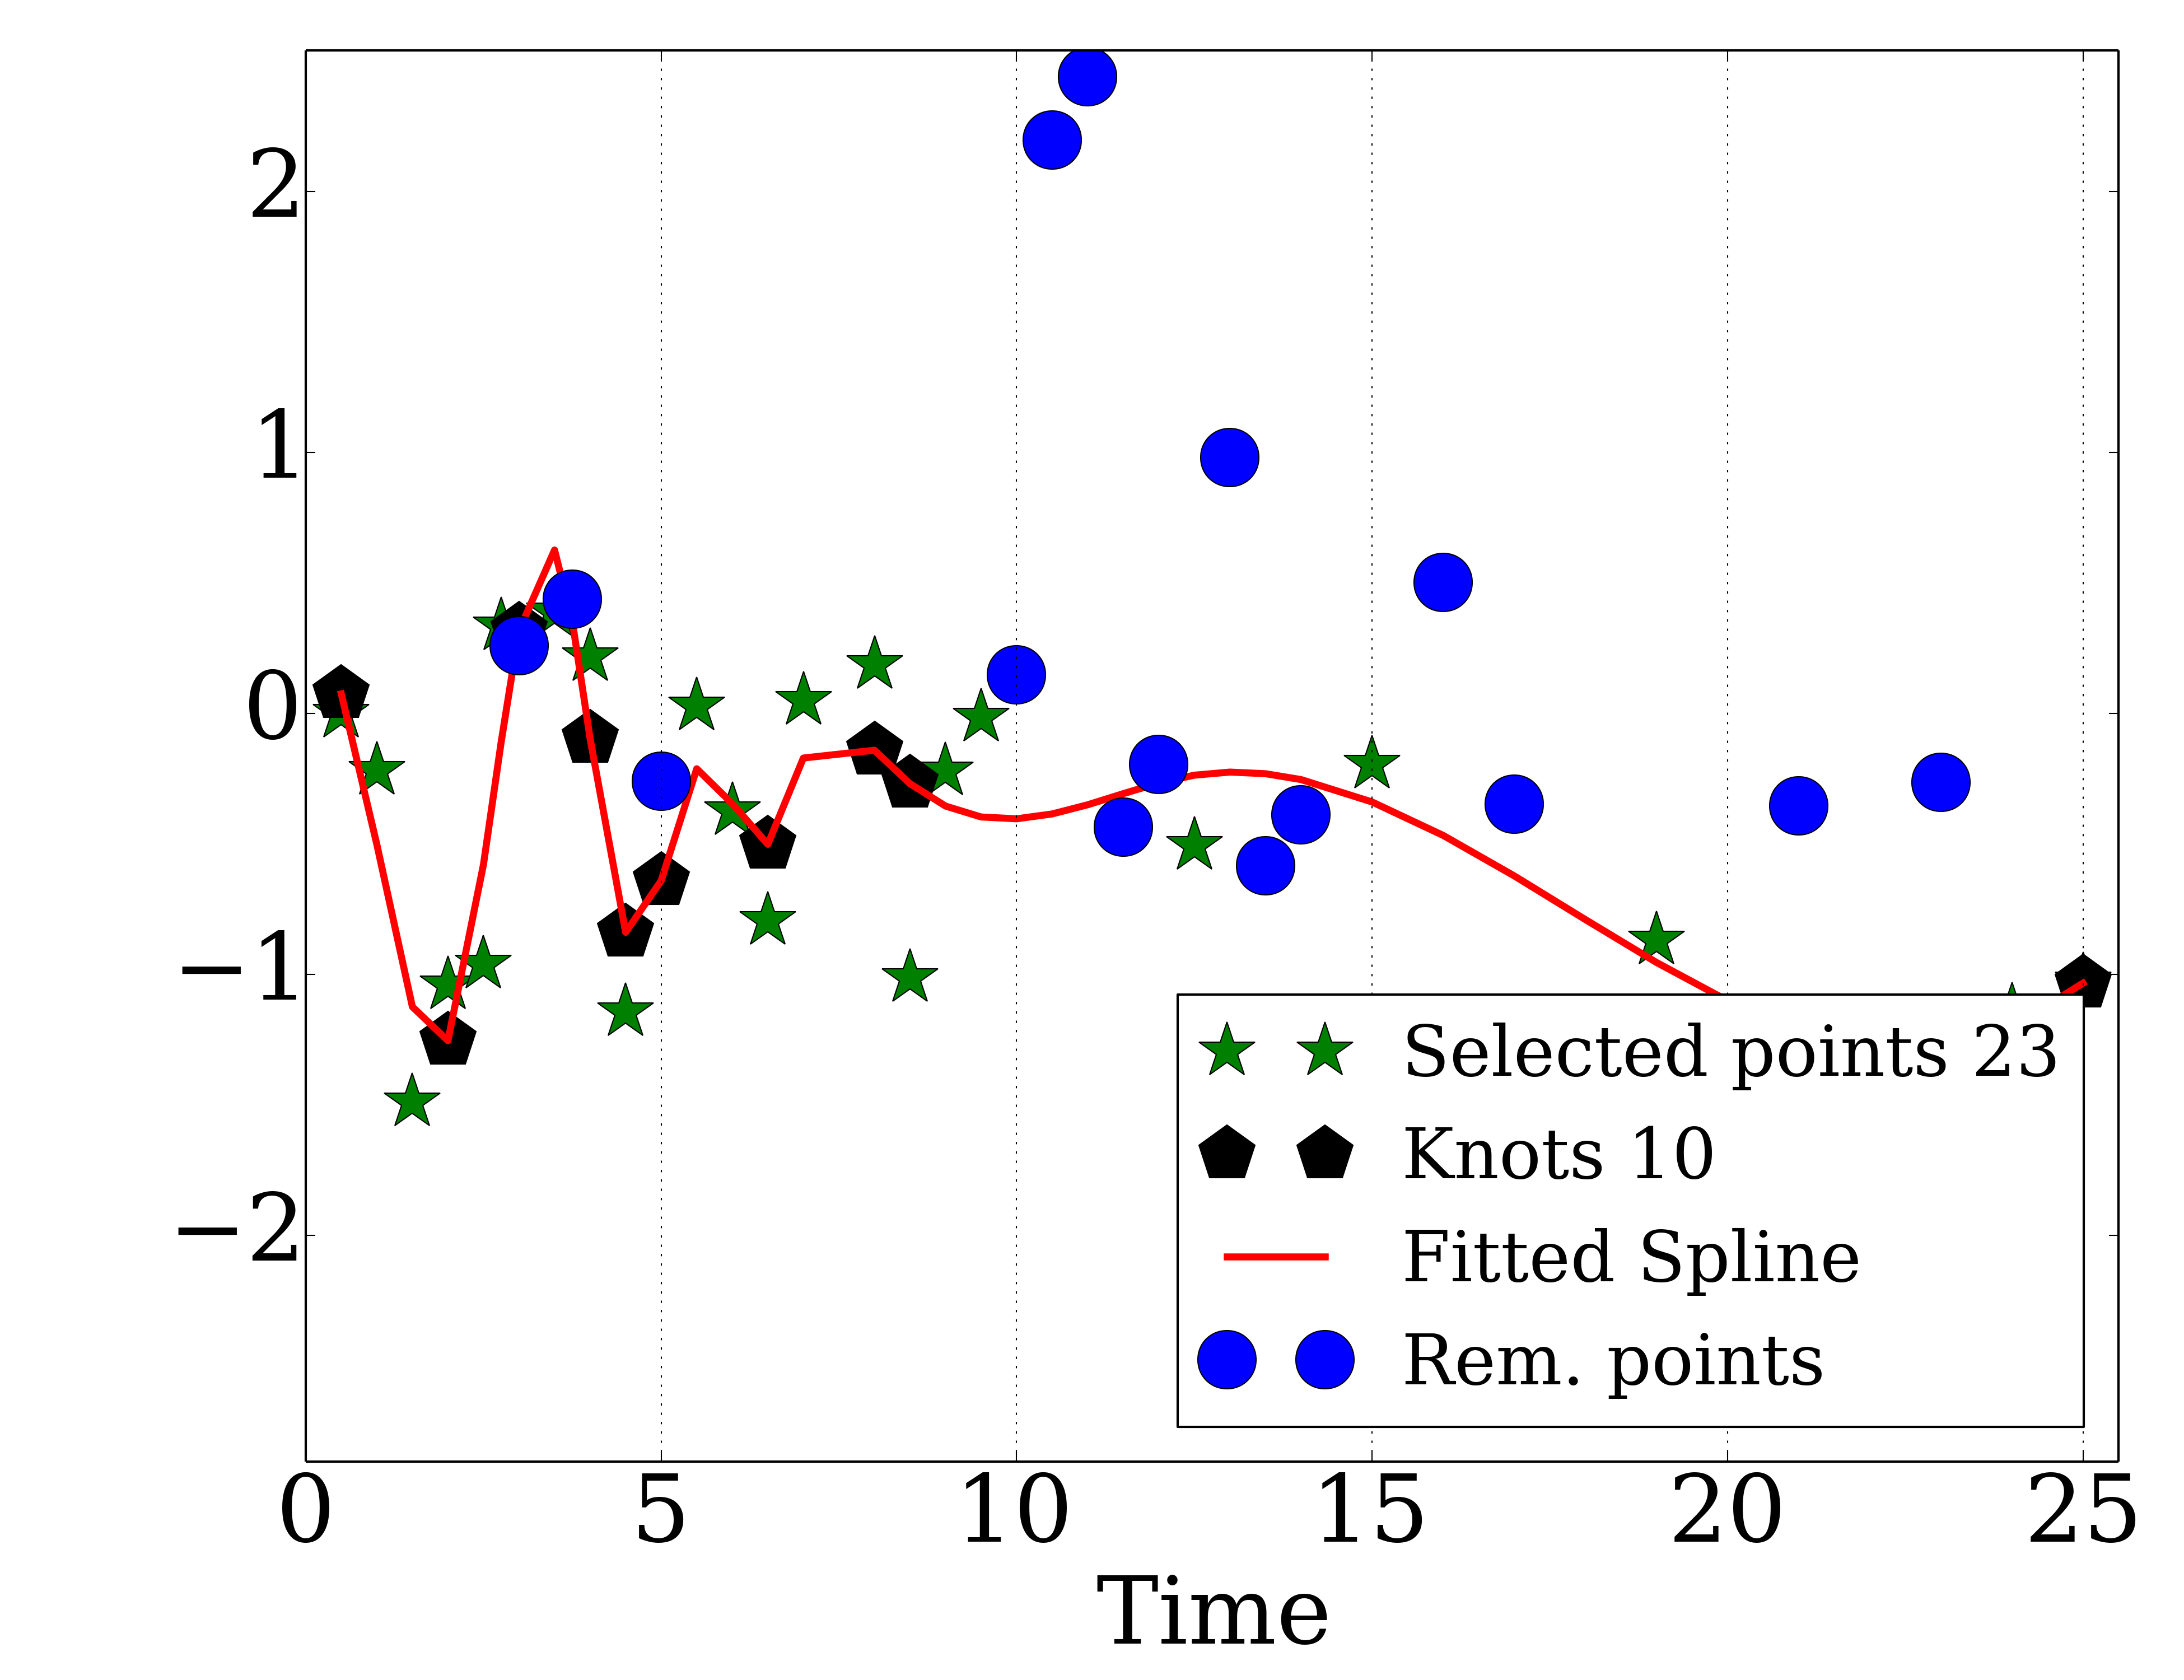 2
1
0
−1
−2
0 5 10 15 20 25
Time
Selected points 23
Knots 10
Fitted Spline
Rem. points